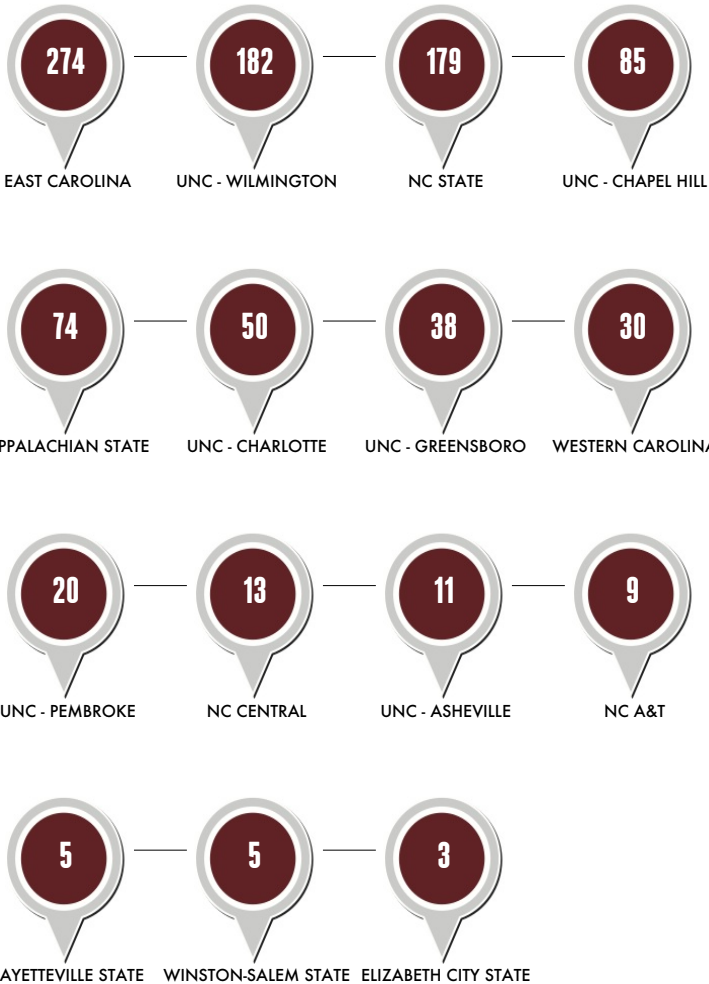 274 182 179 85
EAST CAROLINA UNC - WILMINGTON NC STATE UNC - CHAPEL HILL
74 50 38 30
PPALACHIAN STATE UNC - CHARLOTTE UNC - GREENSBORO WESTERN CAROLINA
20 13 11 9
UNC - PEMBROKE NC CENTRAL UNC - ASHEVILLE NC A&T
5 5 3
AYETTEVILLE STATE WINSTON-SALEM STATE ELIZABETH CITY STATE